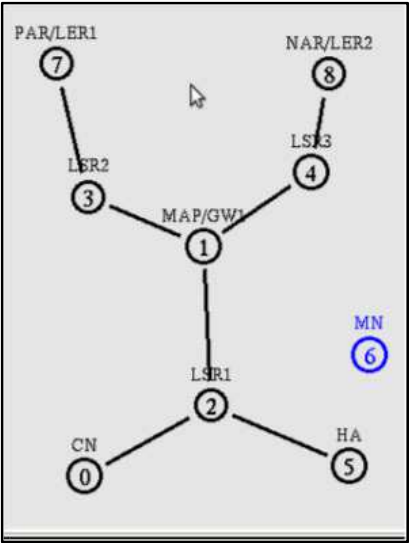 PAR/LER1
7
NAR/LER2
8
LSR2
3
LSR3
4
MAP/GW1
1
MN
6
LSR1
2
CN
0
HA
5